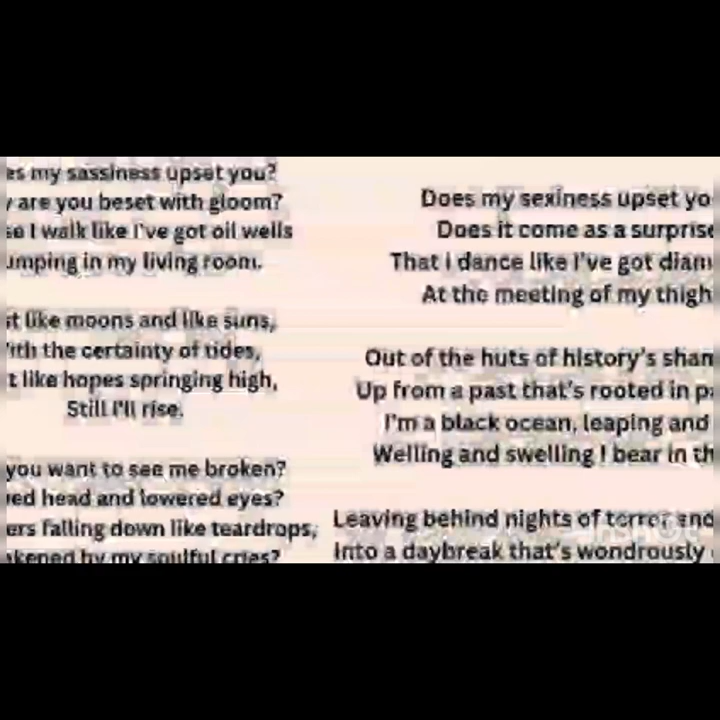 es my sassiness upset you?
are you beset with gloom?
se I walk like I've got oil wells
umping in my living room.
st like moons and like suns,
ith the certainty of tides,
t like hopes springing high,
Still I'll rise.
you want to see me broken?
ed head and lowered eyes?
ers falling down like teardrops,
kened by my soulful cries?
Does my sexiness upset yo
Does it come as a surprise
That I dance like I've got diam
At the meeting of my thigh
Out of the huts of history's sham
Up from a past that's rooted in pa
I'm a black ocean, leaping and
Welling and swelling I bear in th
Leaving behind nights of terror and
Into a daybreak that's wondrously